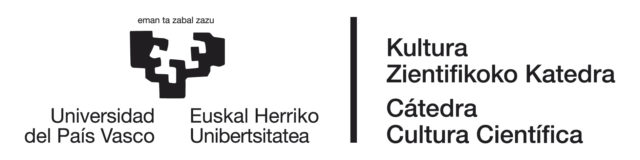 eman ta zabal zazu
Universidad
del País Vasco
Euskal Herriko
Unibertsitatea
Kultura
Zientifikoko Katedra
Cátedra
Cultura Científica